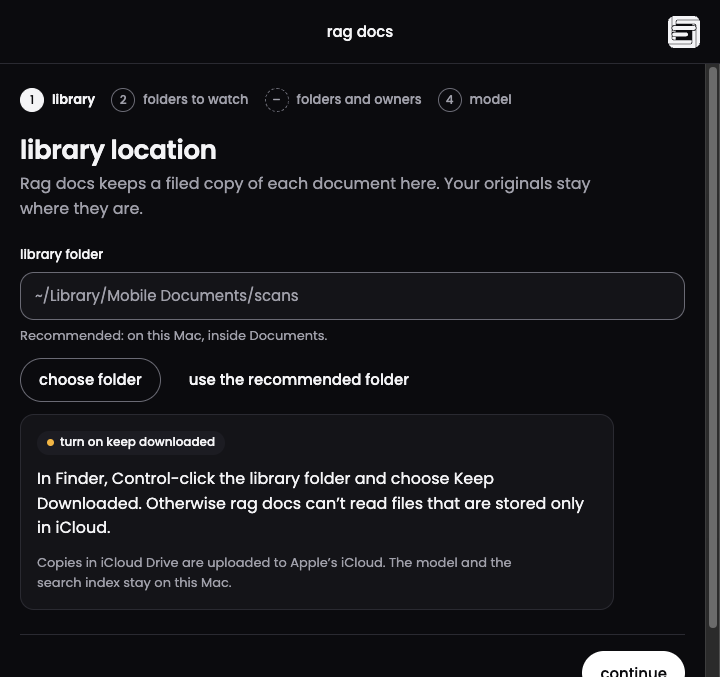 rag docs
1 library 2 folders to watch – folders and owners 4 model
library location
Rag docs keeps a filed copy of each document here. Your originals stay
where they are.
library folder
~/Library/Mobile Documents/scans
Recommended: on this Mac, inside Documents.
choose folder use the recommended folder
turn on keep downloaded
In Finder, Control-click the library folder and choose Keep
Downloaded. Otherwise rag docs can’t read files that are stored only
in iCloud.
Copies in iCloud Drive are uploaded to Apple’s iCloud. The model and the
search index stay on this Mac.
continue